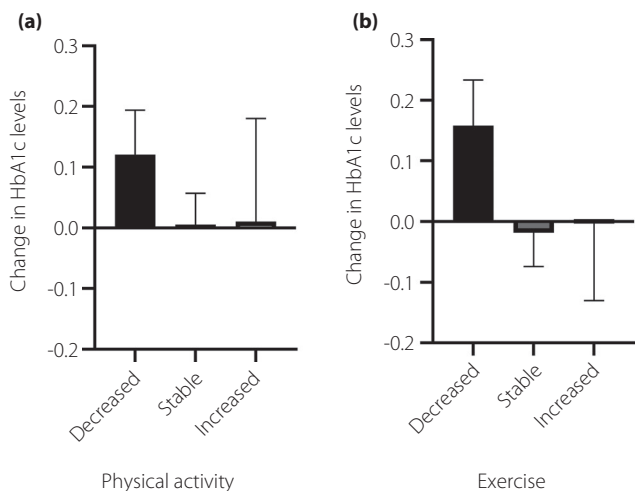 (a)
0.3
0.2
0.1
0.0
-0.1
-0.2
Change in HbA1c levels
Decreased
Stable
Increased
Physical activity
(b)
0.3
0.2
0.1
0.0
-0.1
-0.2
Change in HbA1c levels
Decreased
Stable
Increased
Exercise